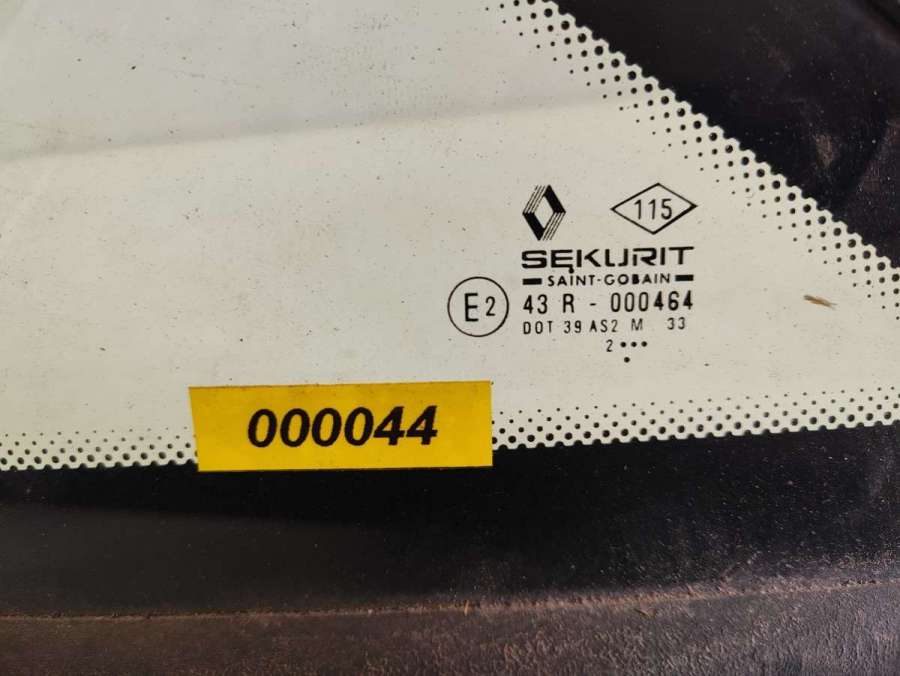 115
SEKURIT
SAINT-GOBAIN
E2
43 R - 000464
DOT 39 AS2 M 33
2
000044